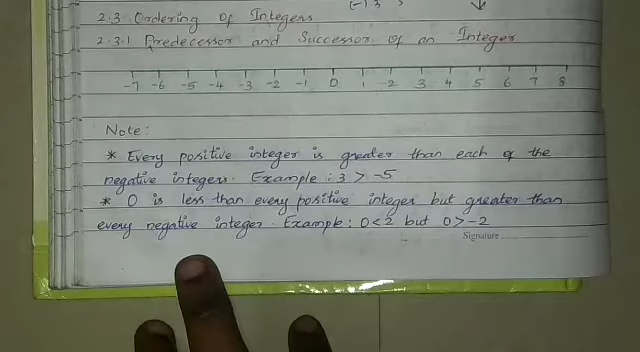 (-1) 3
2.3 Ordering Of Integers
2.3.1 Predecessor and Successor of an Integer
-7 -6 -5 -4 -3 -2 -1 0 1 -2 3 4 5 6 7 8
Note:
* Every positive integer is greater than each of the
negative integers. Example : 3 > -5
* 0 is less than every positive integer but greater than
every negative integer. Example: 0<2 but 0>-2
Signature